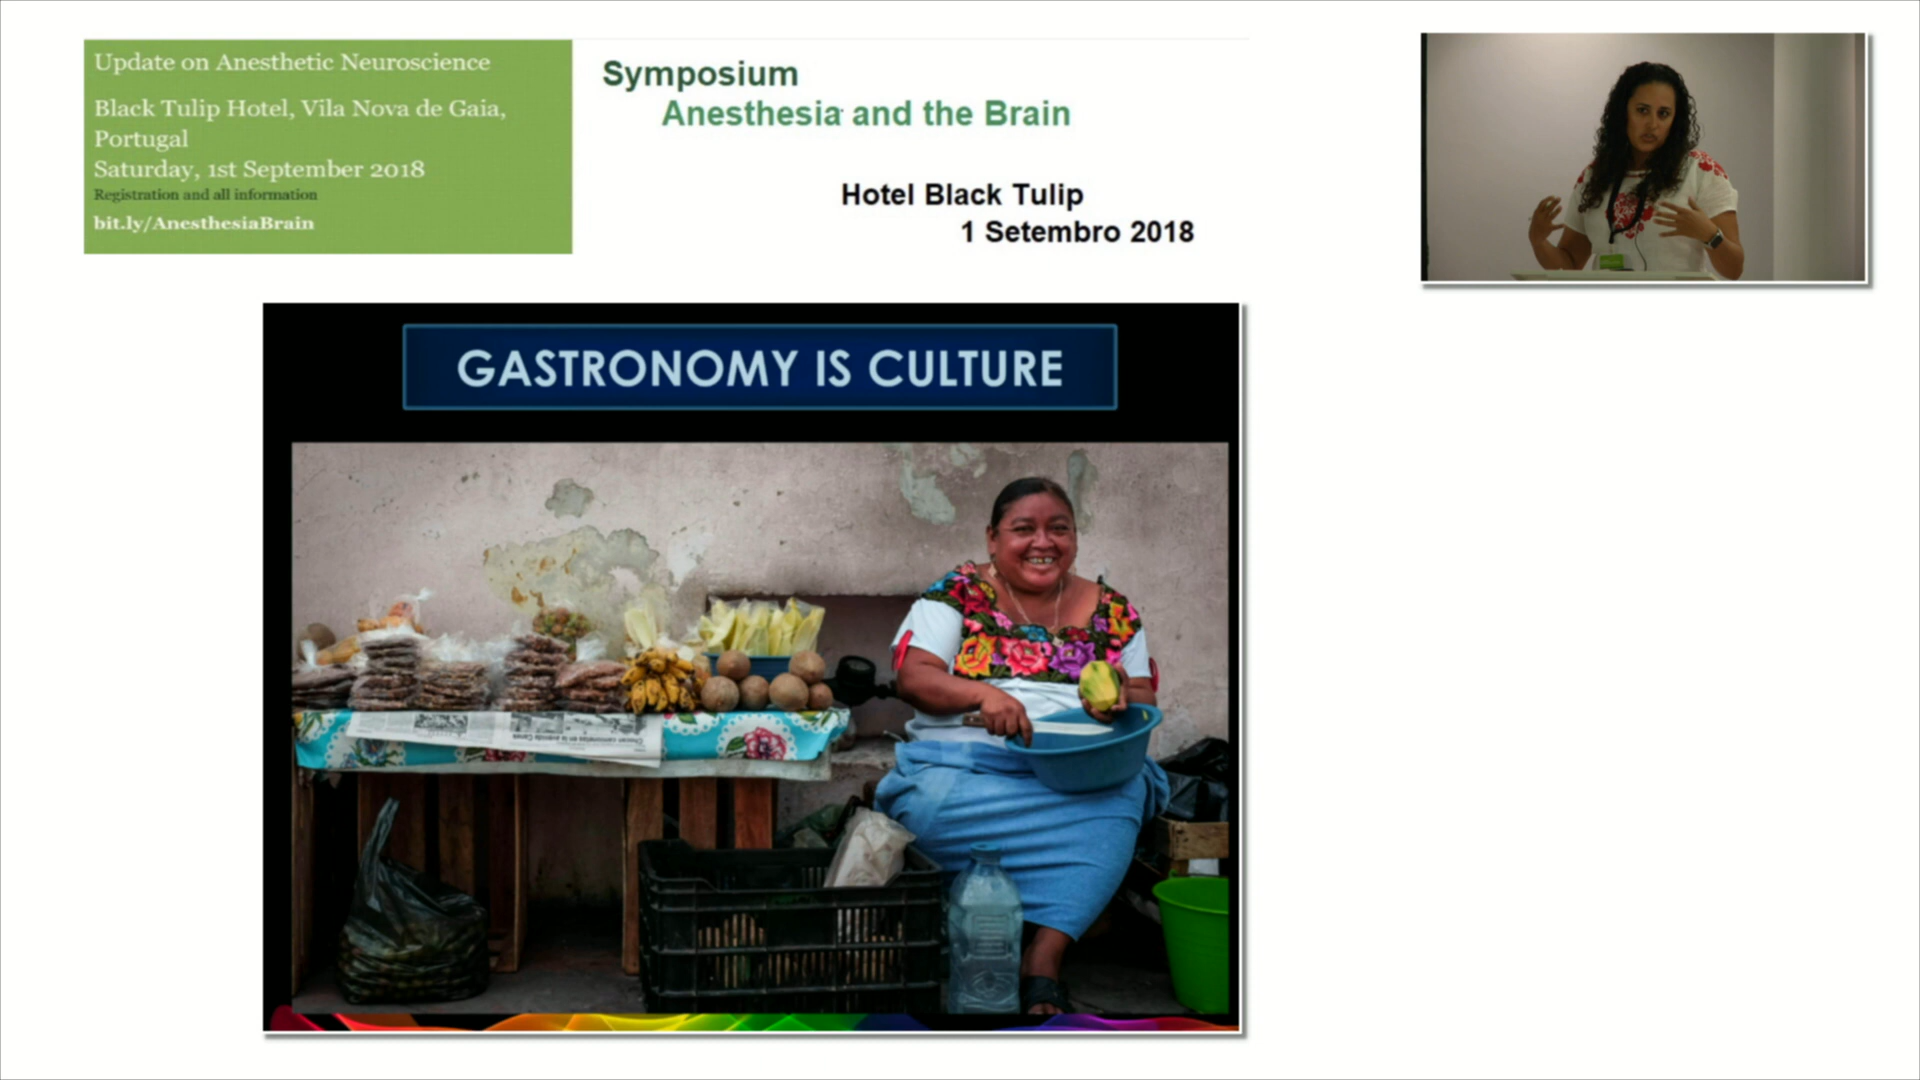 Update on Anesthetic Neuroscience
Black Tulip Hotel, Vila Nova de Gaia,
Portugal
Saturday, 1st September 2018
Registration and all information
bit.ly/AnesthesiaBrain
Symposium
Anesthesia and the Brain
Hotel Black Tulip
1 Setembro 2018
GASTRONOMY IS CULTURE